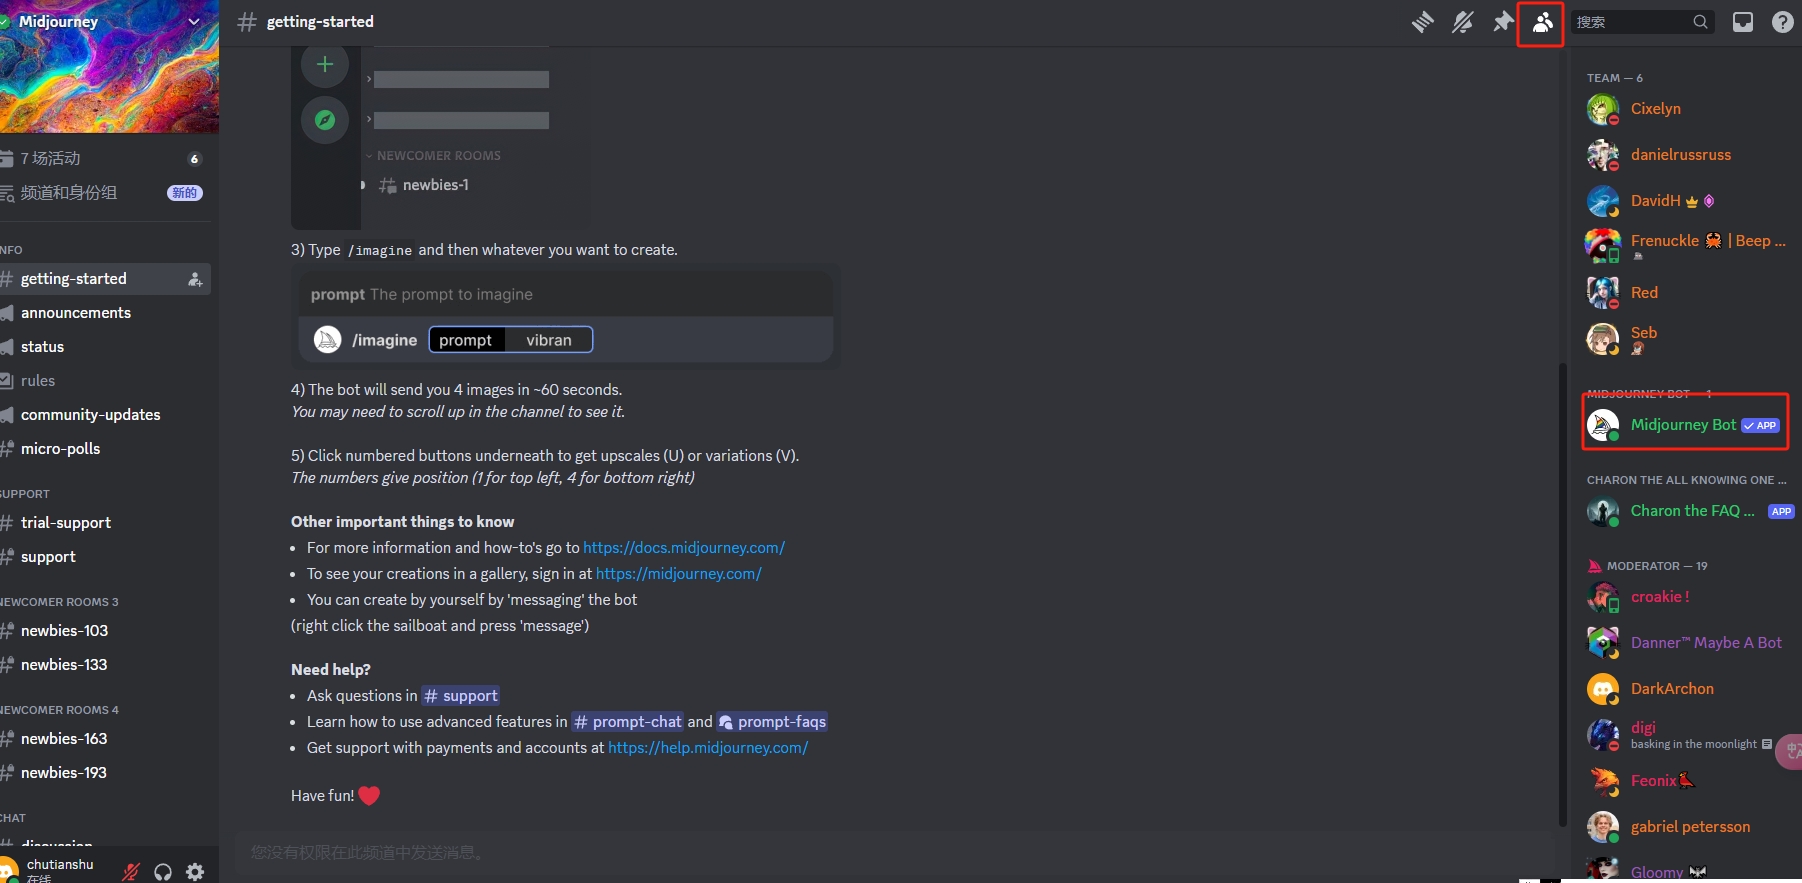 Midjourney
7 场活动
6
频道和身份组
新的
NFO
getting-started
announcements
status
rules
community-updates
micro-polls
SUPPORT
trial-support
support
NEWCOMER ROOMS 3
newbies-103
newbies-133
NEWCOMER ROOMS 4
newbies-163
newbies-193
CHAT
discussion
chutianshu
在线
# getting-started
NEWCOMER ROOMS
newbies-1
3) Type /imagine and then whatever you want to create.
prompt The prompt to imagine
/imagine prompt vibran
4) The bot will send you 4 images in ~60 seconds.
You may need to scroll up in the channel to see it.
5) Click numbered buttons underneath to get upscales (U) or variations (V).
The numbers give position (1 for top left, 4 for bottom right)
Other important things to know
• For more information and how-to's go to https://docs.midjourney.com/
• To see your creations in a gallery, sign in at https://midjourney.com/
• You can create by yourself by 'messaging' the bot
(right click the sailboat and press 'message')
Need help?
• Ask questions in # support
• Learn how to use advanced features in # prompt-chat and prompt-faqs
• Get support with payments and accounts at https://help.midjourney.com/
Have fun!
您没有权限在此频道中发送消息。
搜索
TEAM — 6
Cixelyn
danielrussruss
DavidH
Frenuckle | Beep ...
Red
Seb
MIDJOURNEY BOT — 1
Midjourney Bot APP
CHARON THE ALL KNOWING ONE ...
Charon the FAQ ... APP
MODERATOR — 19
croakie !
Danner™ Maybe A Bot
DarkArchon
digi
basking in the moonlight
Feonix
gabriel petersson
Gloomy